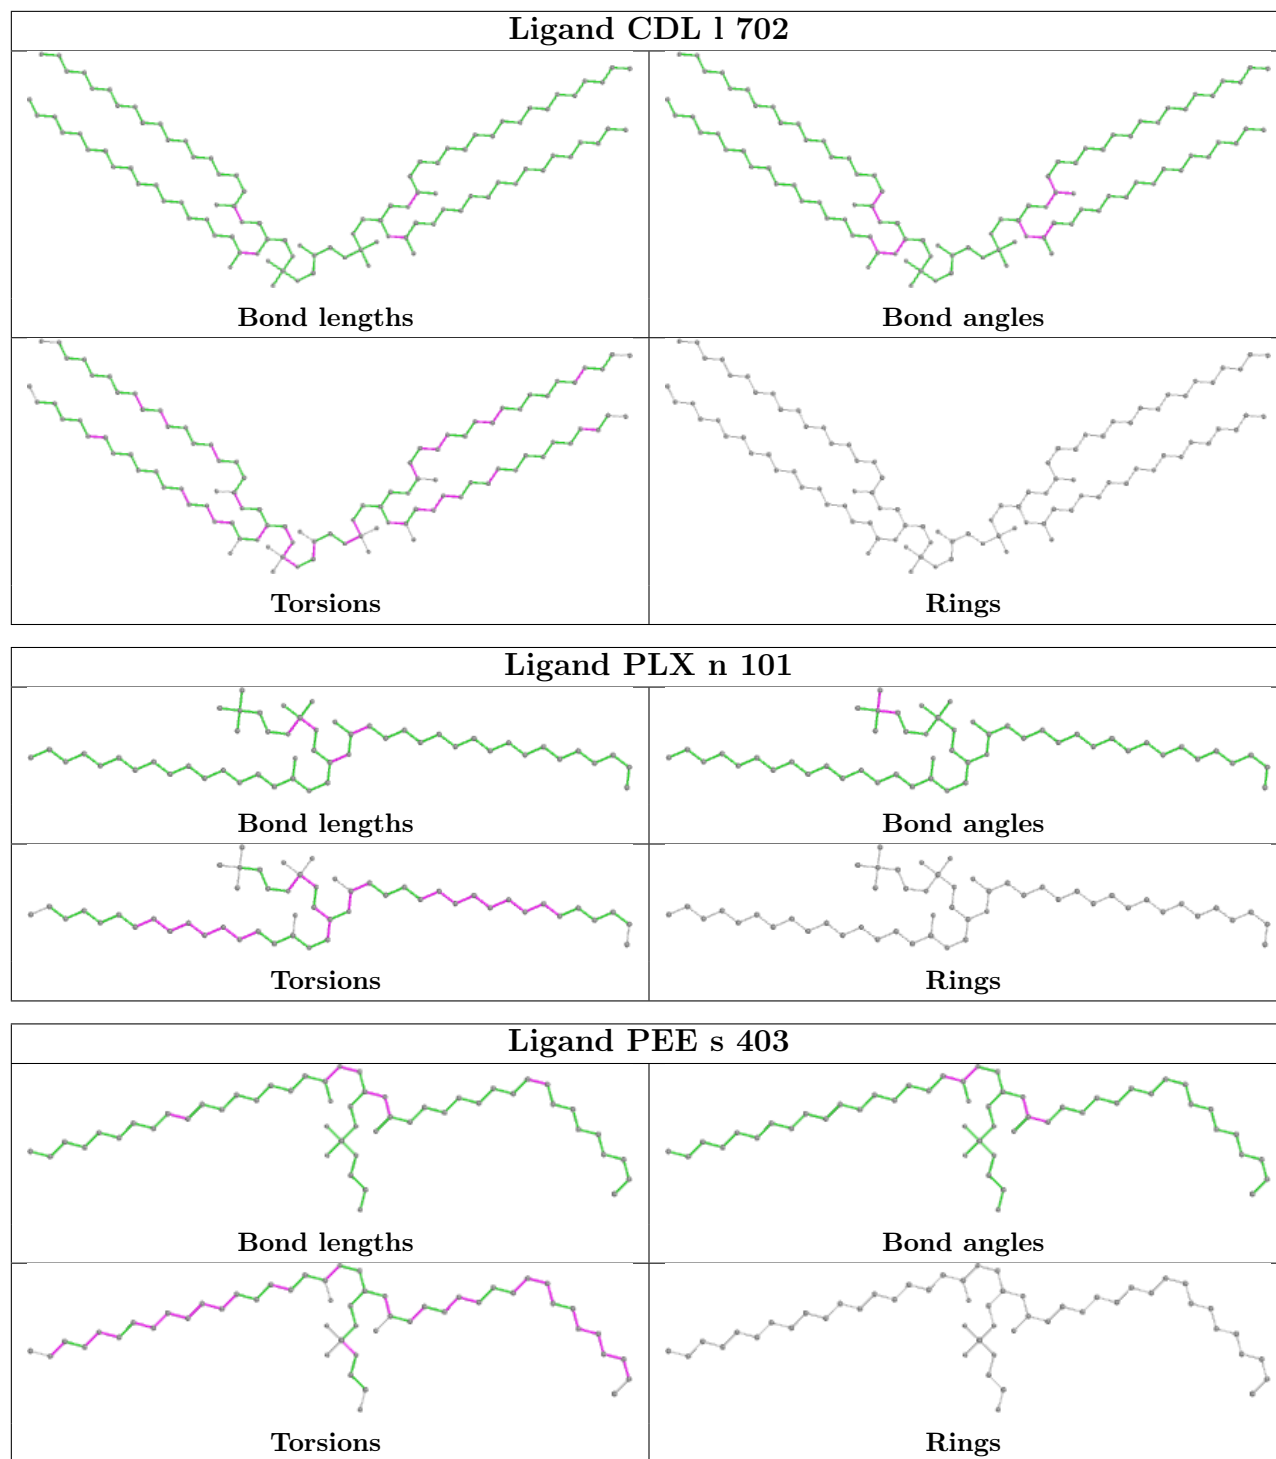 Ligand CDL l 702
Bond lengths
Bond angles
Torsions
Rings
Ligand PLX n 101
Bond lengths
Bond angles
Torsions
Rings
Ligand PEE s 403
Bond lengths
Bond angles
Torsions
Rings